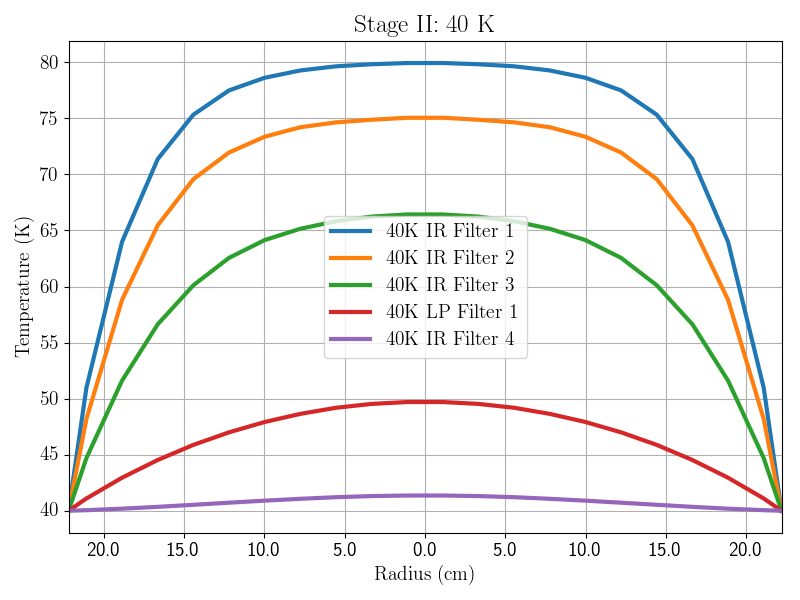 Stage II: 40 K
Temperature (K)
80
75
70
65
60
55
50
45
40
40K IR Filter 1
40K IR Filter 2
40K IR Filter 3
40K LP Filter 1
40K IR Filter 4
20.0 15.0 10.0 5.0 0.0 5.0 10.0 15.0 20.0
Radius (cm)